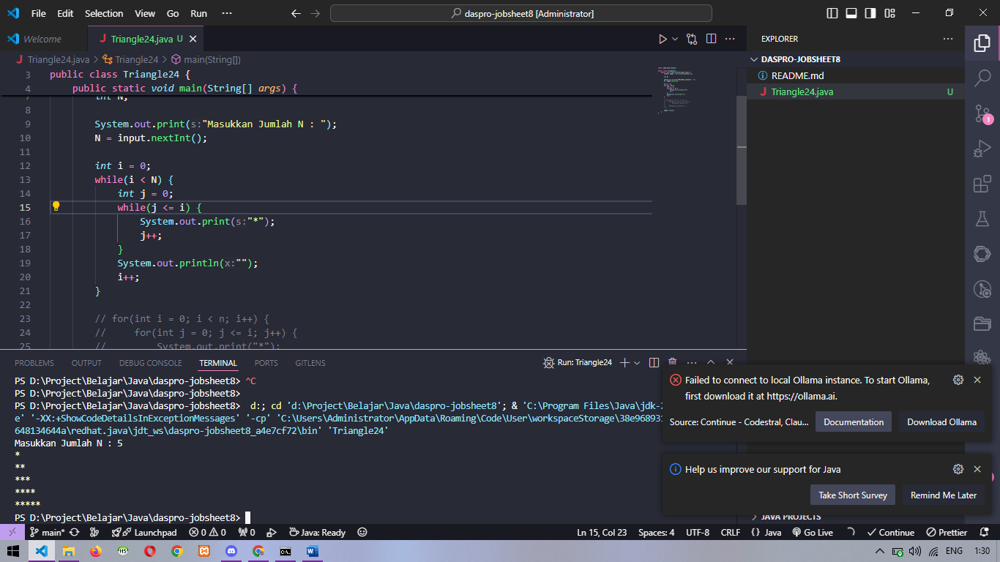 File Edit Selection View Go Run ··· daspro-jobsheet8 [Administrator]
Welcome
J Triangle24.java U
J Triangle24.java > Triangle24 > main(String[])
3 public class Triangle24 {
4 public static void main(String[] args) {
7 int N;
8
9 System.out.print(s:"Masukkan Jumlah N : ");
10 N = input.nextInt();
11
12 int i = 0;
13 while(i < N) {
14 int j = 0;
15 while(j <= i) {
16 System.out.print(s:"*");
17 j++;
18 }
19 System.out.println(x:"");
20 i++;
21 }
22
23 // for(int i = 0; i < n; i++) {
24 // for(int j = 0; j <= i; j++) {
25 // System.out.print("*");
EXPLORER
DASPRO-JOBSHEET8
README.md
J Triangle24.java U
1
PROBLEMS OUTPUT DEBUG CONSOLE TERMINAL PORTS GITLENS Run: Triangle24
PS D:\Project\Belajar\Java\daspro-jobsheet8> ^C
PS D:\Project\Belajar\Java\daspro-jobsheet8>
PS D:\Project\Belajar\Java\daspro-jobsheet8> d:; cd 'd:\Project\Belajar\Java\daspro-jobsheet8'; & 'C:\Program Files\Java\jdk-
e' '-XX:+ShowCodeDetailsInExceptionMessages' '-cp' 'C:\Users\Administrator\AppData\Roaming\Code\User\workspaceStorage\38e96893
648134644a\redhat.java\jdt_ws\daspro-jobsheet8_a4e7cf72\bin' 'Triangle24'
Masukkan Jumlah N : 5
*
**
***
****
*****
PS D:\Project\Belajar\Java\daspro-jobsheet8>
Failed to connect to local Ollama instance. To start Ollama,
first download it at https://ollama.ai.
Source: Continue - Codestral, Clau...
Documentation
Download Ollama
Help us improve our support for Java
Take Short Survey
Remind Me Later
JAVA PROJECTS
main* Launchpad 0 0 0 Java: Ready Ln 15, Col 23 Spaces: 4 UTF-8 CRLF {} Java Go Live Continue Prettier
ENG 1:30